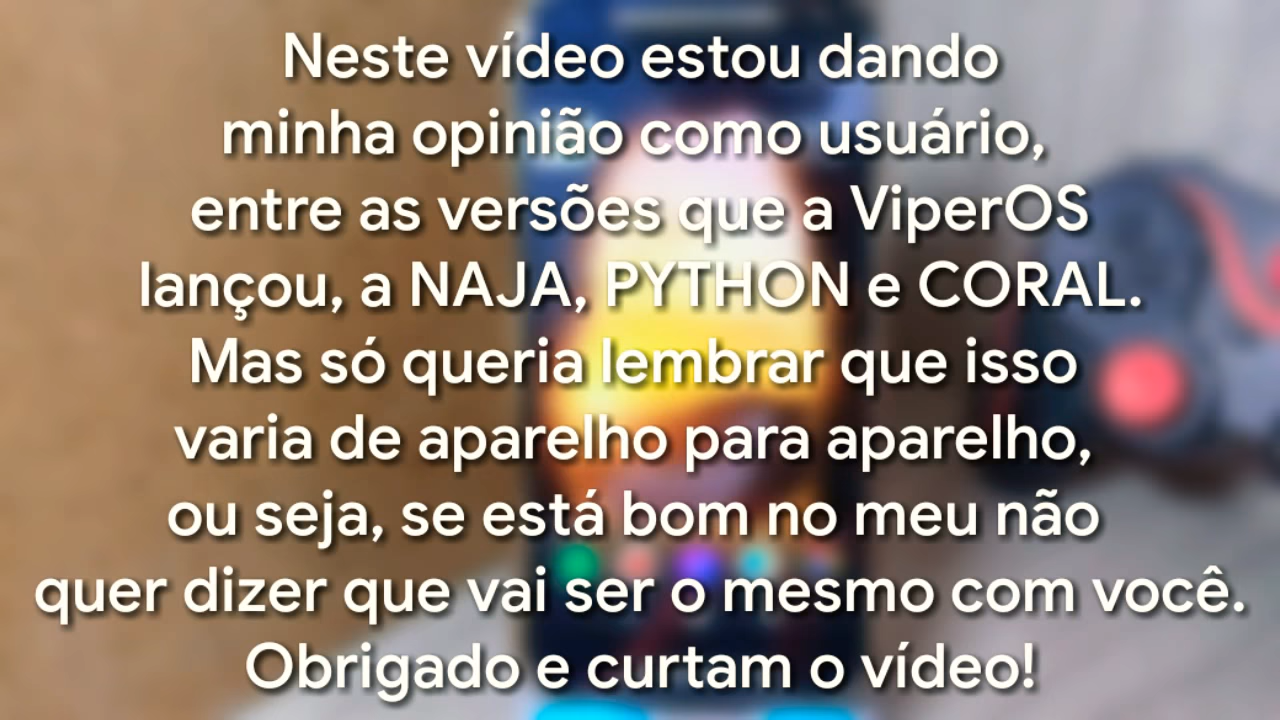 Neste vídeo estou dando
minha opinião como usuário,
entre as versões que a ViperOS
lançou, a NAJA, PYTHON e CORAL.
Mas só queria lembrar que isso
varia de aparelho para aparelho,
ou seja, se está bom no meu não
quer dizer que vai ser o mesmo com você.
Obrigado e curtam o vídeo!